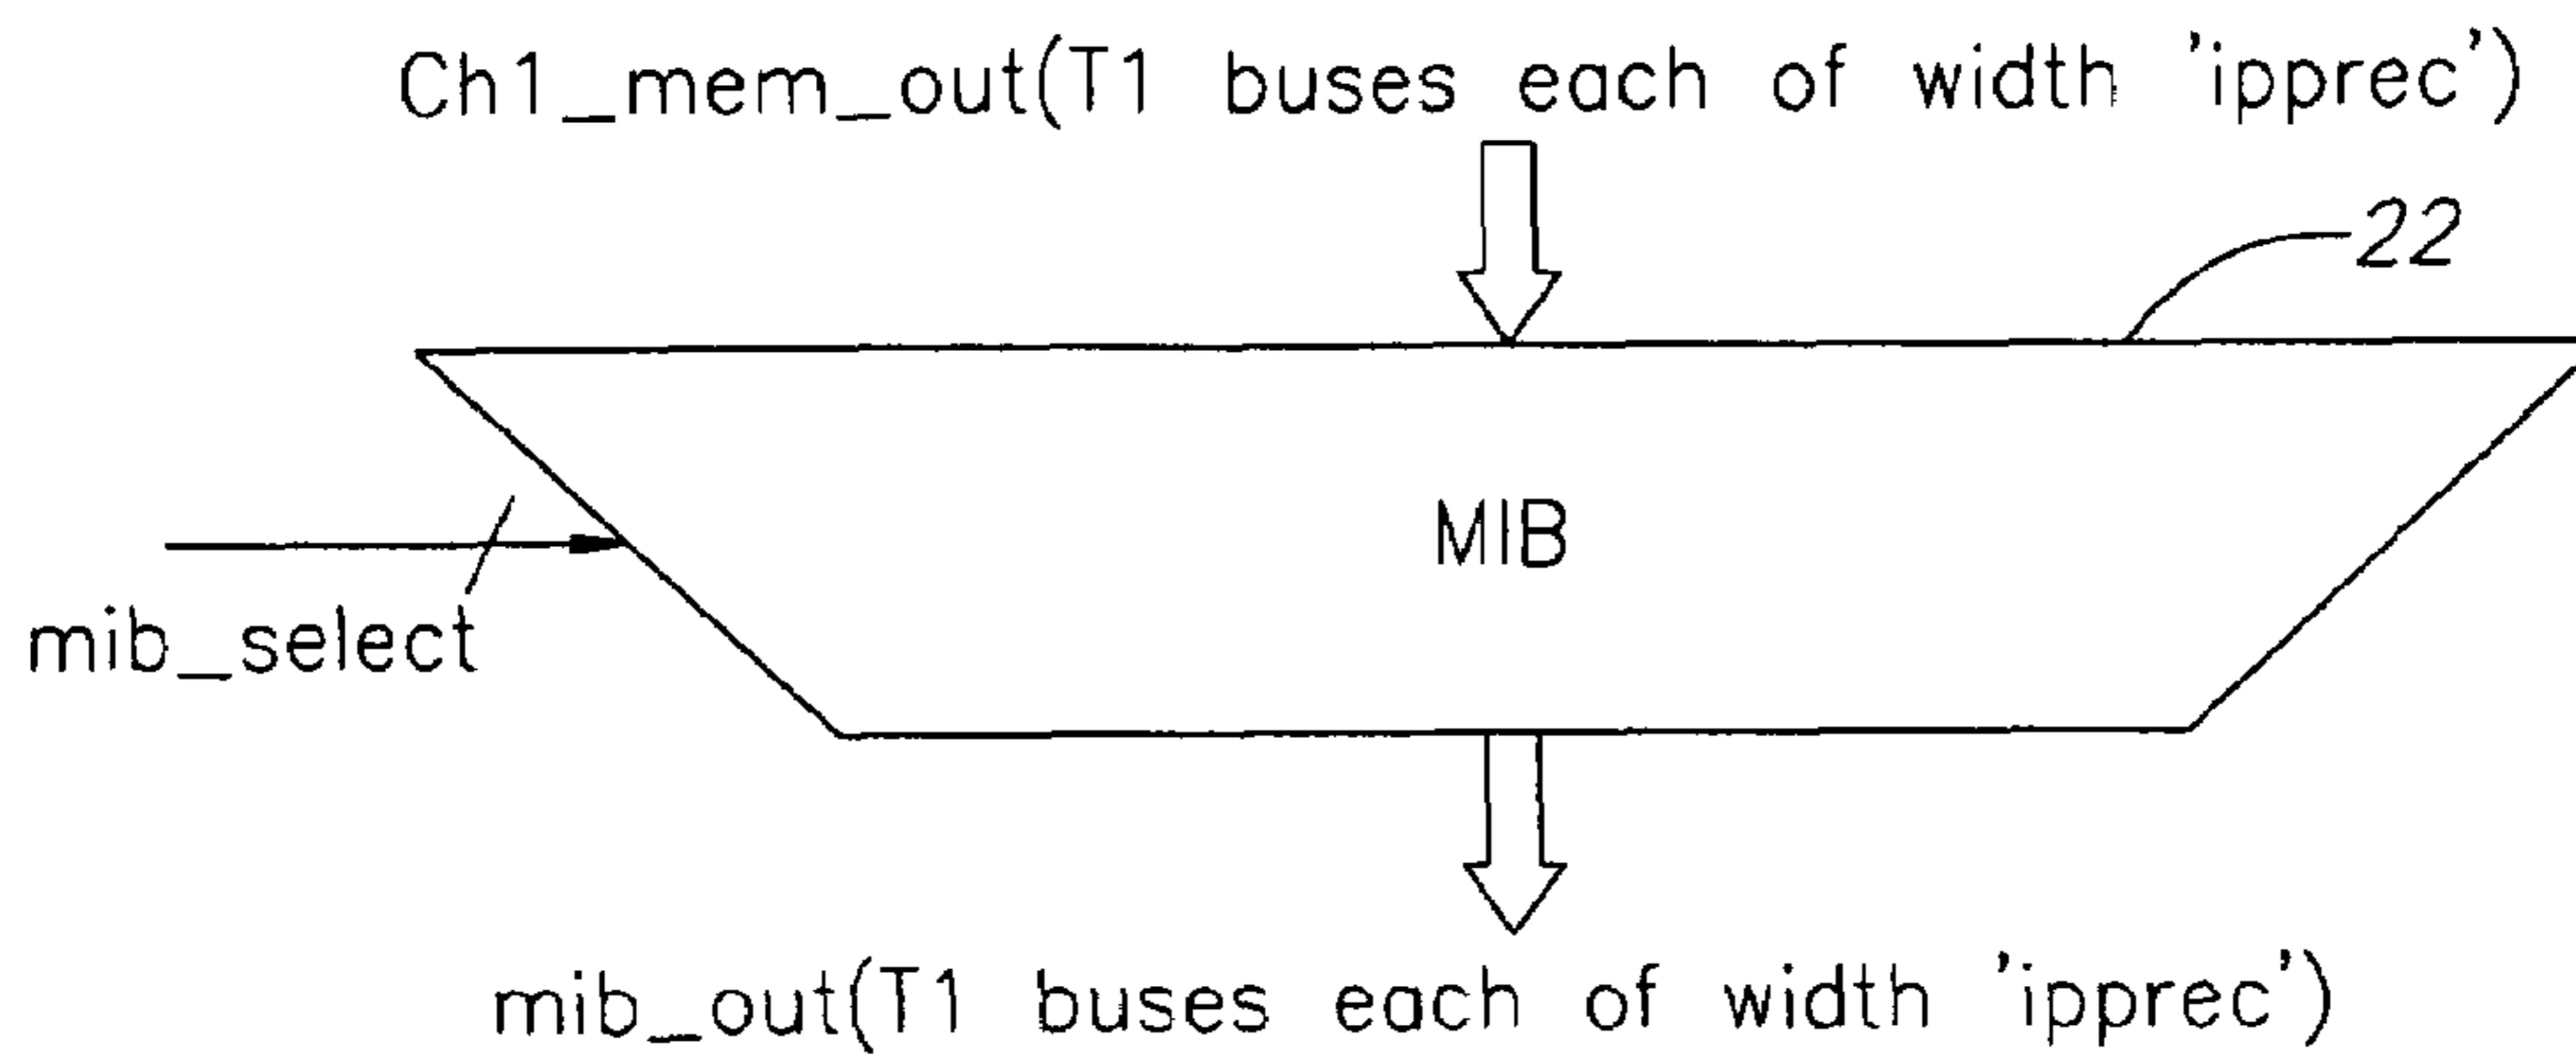 Ch1_mem_out(T1 buses each of width 'ipprec')
22
MIB
mib_select
mib_out(T1 buses each of width 'ipprec')